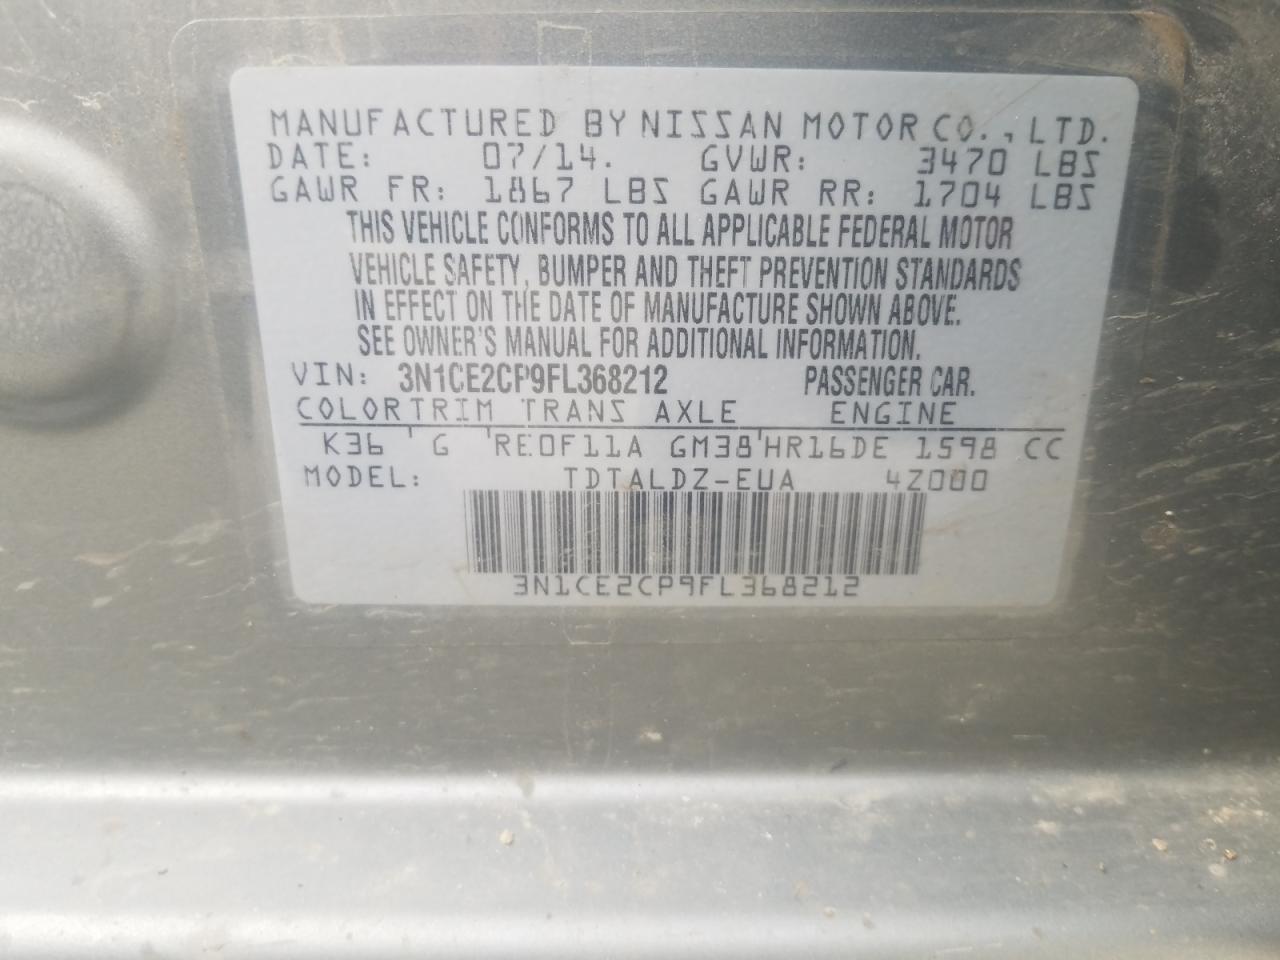 MANUFACTURED BY NISSAN MOTOR CO., LTD.
DATE: 07/14. GVWR: 3470 LBS
GAWR FR: 1867 LBS GAWR RR: 1704 LBS
THIS VEHICLE CONFORMS TO ALL APPLICABLE FEDERAL MOTOR
VEHICLE SAFETY, BUMPER AND THEFT PREVENTION STANDARDS
IN EFFECT ON THE DATE OF MANUFACTURE SHOWN ABOVE.
SEE OWNER'S MANUAL FOR ADDITIONAL INFORMATION.
VIN: 3N1CE2CP9FL368212 PASSENGER CAR.
COLORTRIM TRANS AXLE ENGINE
K36 ' G 'RE0F11A GM38'HR16DE 1598 CC
MODEL: TDTALDZ-EUA 4Z000
3N1CE2CP9FL368212